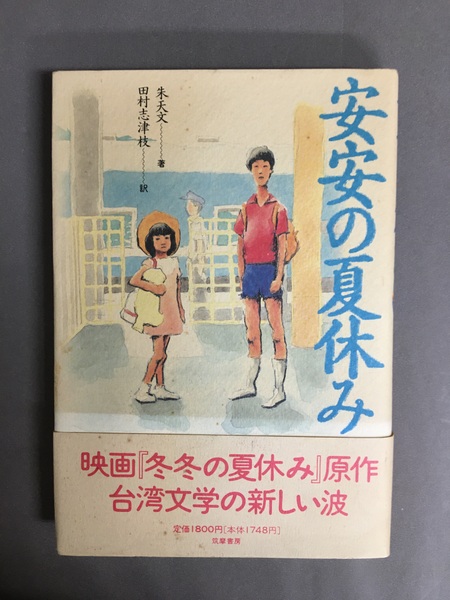 安安の夏休み
朱天文………著
田村志津枝………訳
映画『冬冬の夏休み』原作
台湾文学の新しい波
定価1800円[本体1748円]
筑摩書房